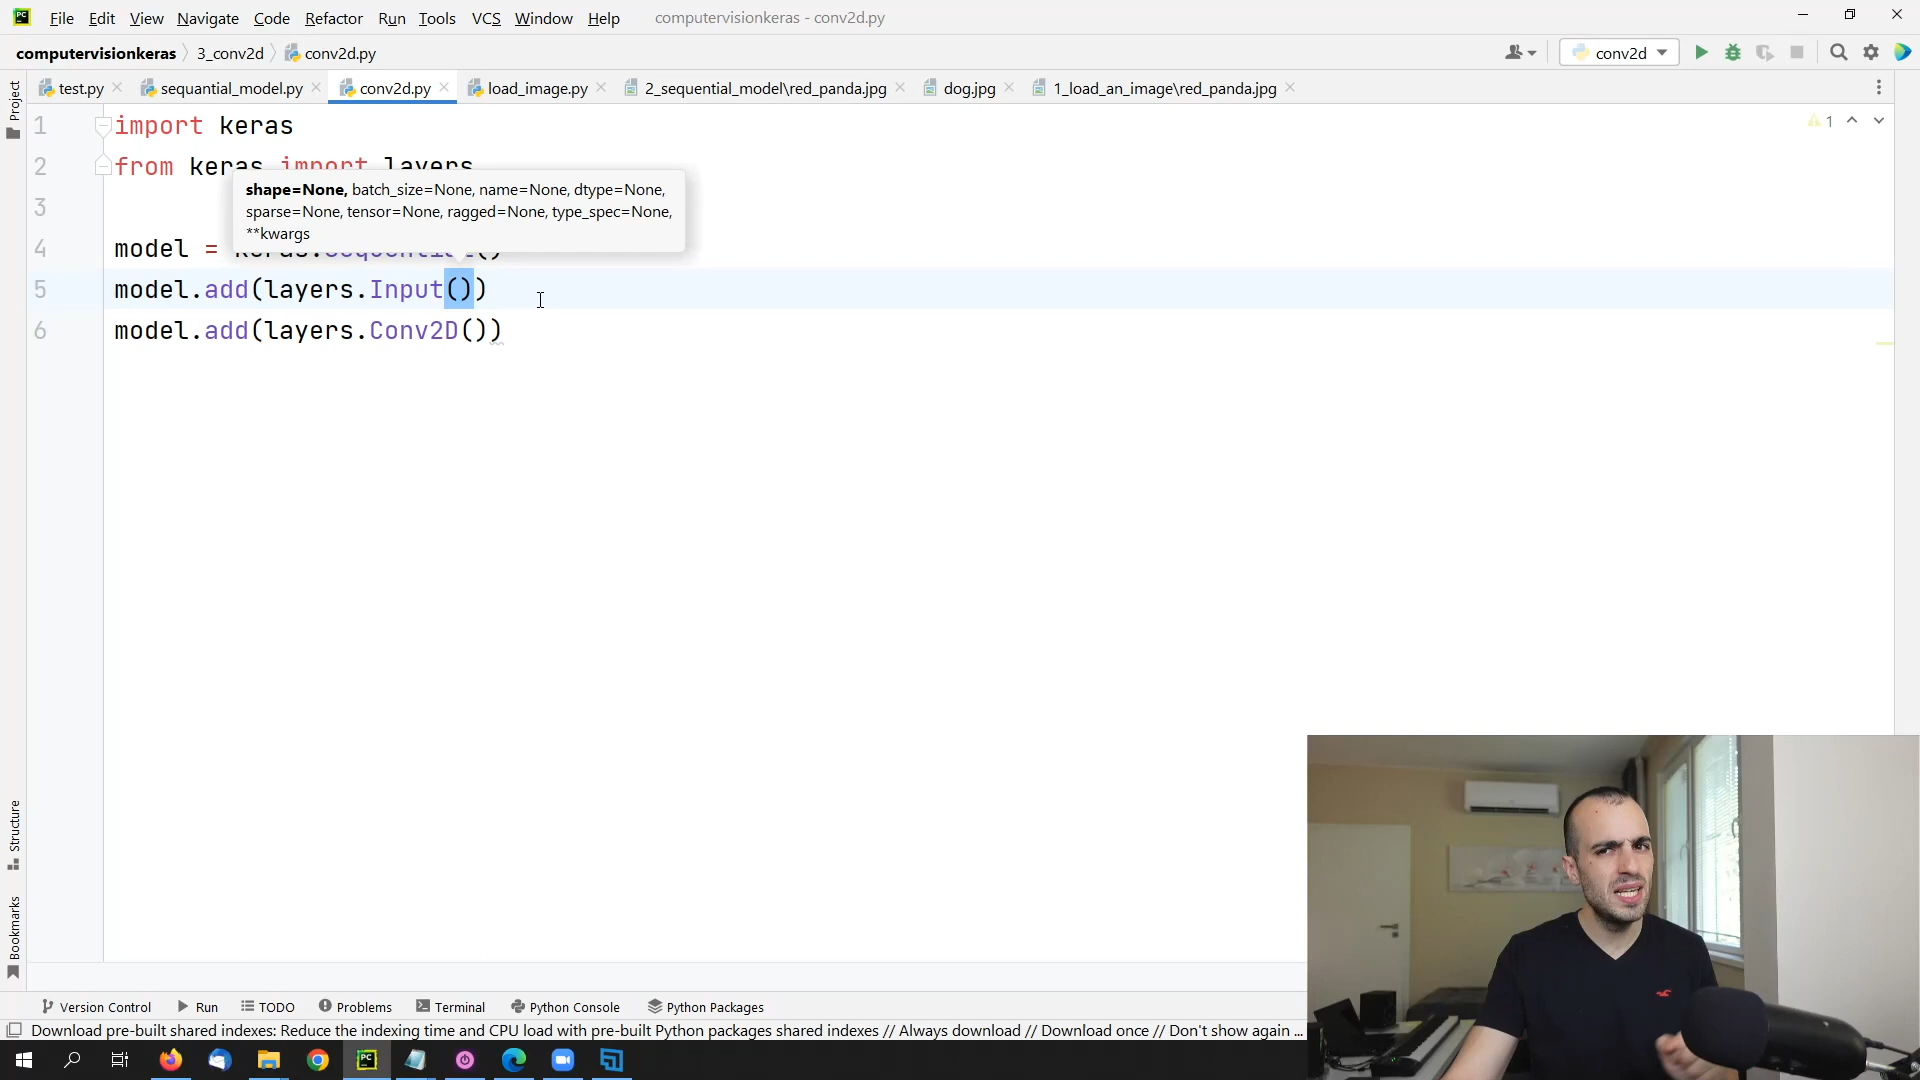 File Edit View Navigate Code Refactor Run Tools VCS Window Help computervisionkeras - conv2d.py
computervisionkeras 3_conv2d conv2d.py conv2d
test.py sequantial_model.py conv2d.py load_image.py 2_sequential_model\red_panda.jpg dog.jpg 1_load_an_image\red_panda.jpg
Project
1 import keras
1
2 from keras import layers
shape=None, batch_size=None, name=None, dtype=None,
sparse=None, tensor=None, ragged=None, type_spec=None,
**kwargs
3
4 model = keras.Sequential()
5 model.add(layers.Input())
6 model.add(layers.Conv2D())
Structure
Bookmarks
Version Control Run TODO Problems Terminal Python Console Python Packages
Download pre-built shared indexes: Reduce the indexing time and CPU load with pre-built Python packages shared indexes // Always download // Download once // Don't show again ...